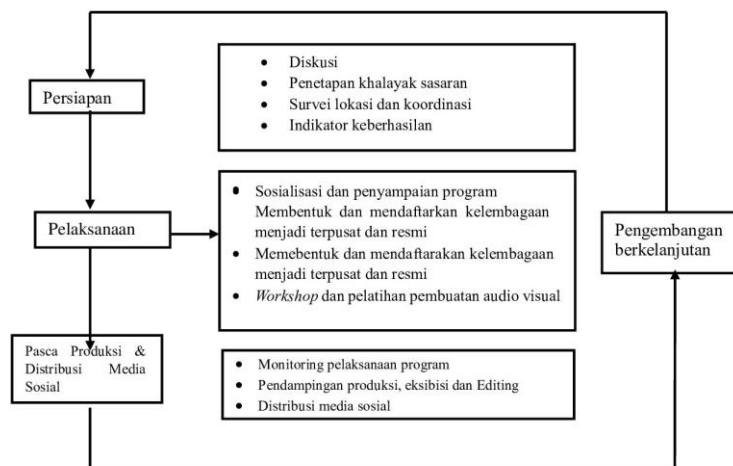 Persiapan
• Diskusi
• Penetapan khalayak sasaran
• Survei lokasi dan koordinasi
• Indikator keberhasilan
Pelaksanaan
• Sosialisasi dan penyampaian program
Membentuk dan mendaftarkan kelembagaan
menjadi terpusat dan resmi
• Memebentuk dan mendaftarakan kelembagaan
menjadi terpusat dan resmi
• Workshop dan pelatihan pembuatan audio visual
Pengembangan
berkelanjutan
Pasca Produksi &
Distribusi Media
Sosial
• Monitoring pelaksanaan program
• Pendampingan produksi, eksibisi dan Editing
• Distribusi media sosial